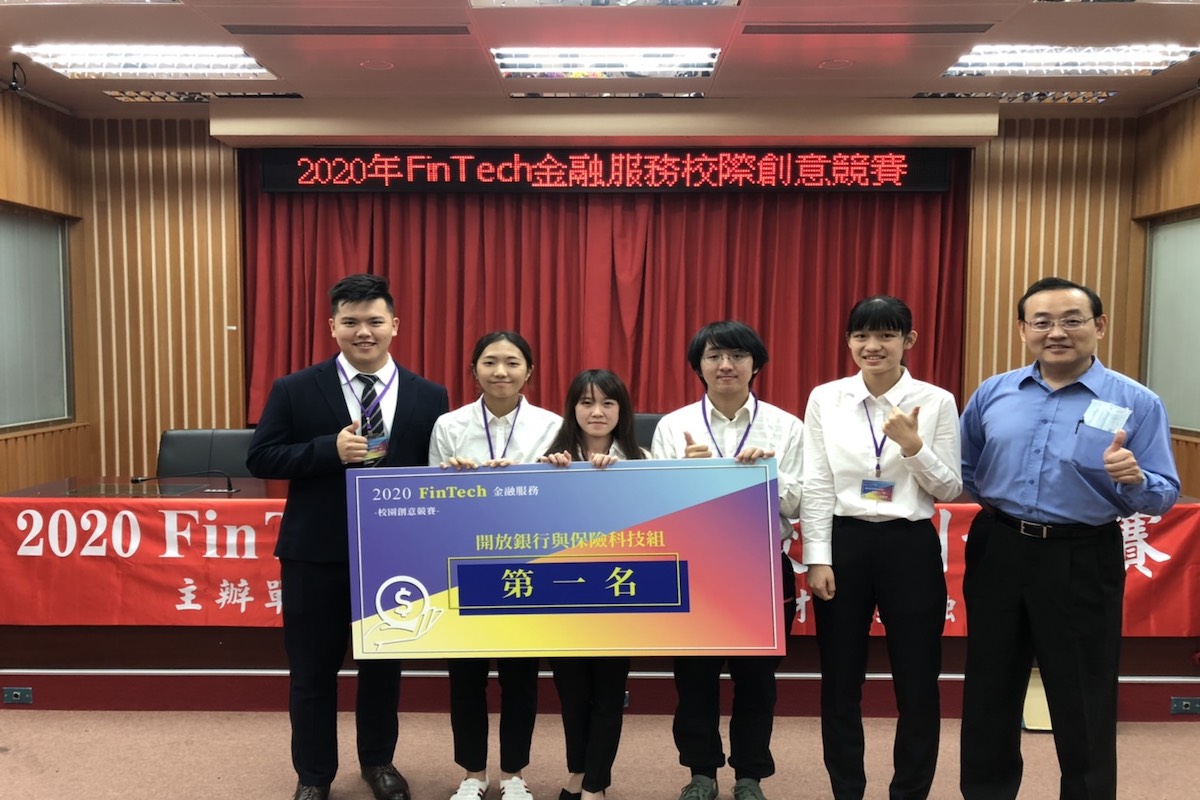 2020年FinTech金融服務校際創意競賽
2020 FinTech 金融服務
-校園創意競賽-
開放銀行與保險科技組
第一名
$
2020 Fin
賽
主辦單